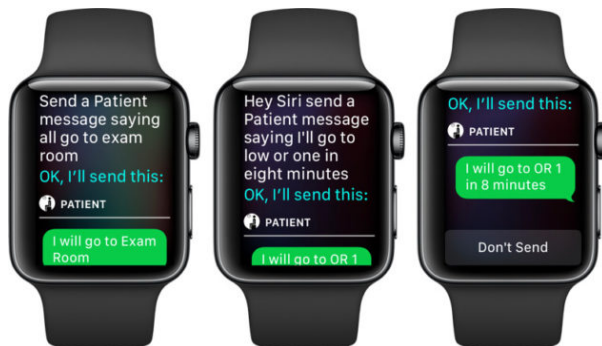 Send a Patient
message saying
all go to exam
room
OK, I'll send this:
PATIENT
I will go to Exam
Room
Hey Siri send a
Patient message
saying I'll go to
low or one in
eight minutes
OK, I'll send this:
PATIENT
I will go to OR 1
OK, I'll send this:
PATIENT
I will go to OR 1
in 8 minutes
Don't Send